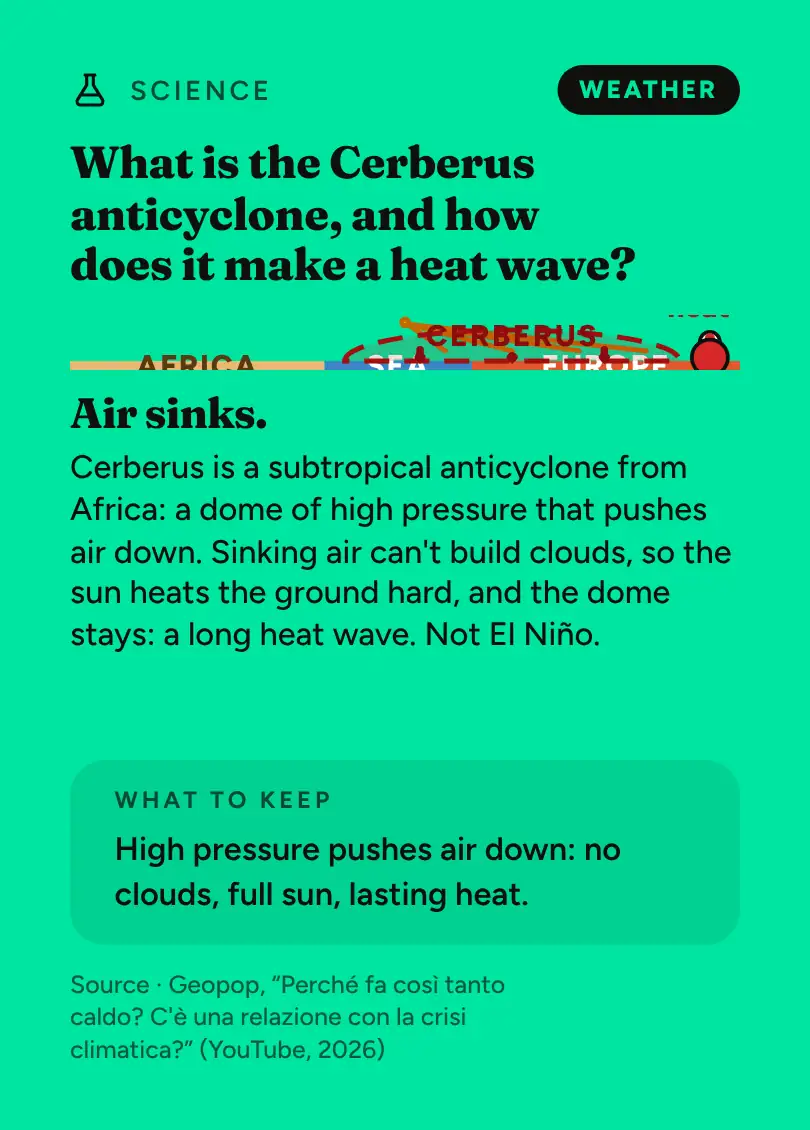 SCIENCE
WEATHER
What is the Cerberus
anticyclone, and how
does it make a heat wave?
CERBERUS
AFRICA
SEA
EUROPE
Air sinks.
Cerberus is a subtropical anticyclone from
Africa: a dome of high pressure that pushes
air down. Sinking air can't build clouds, so the
sun heats the ground hard, and the dome
stays: a long heat wave. Not El Niño.
WHAT TO KEEP
High pressure pushes air down: no
clouds, full sun, lasting heat.
Source · Geopop, “Perché fa così tanto
caldo? C'è una relazione con la crisi
climatica?” (YouTube, 2026)